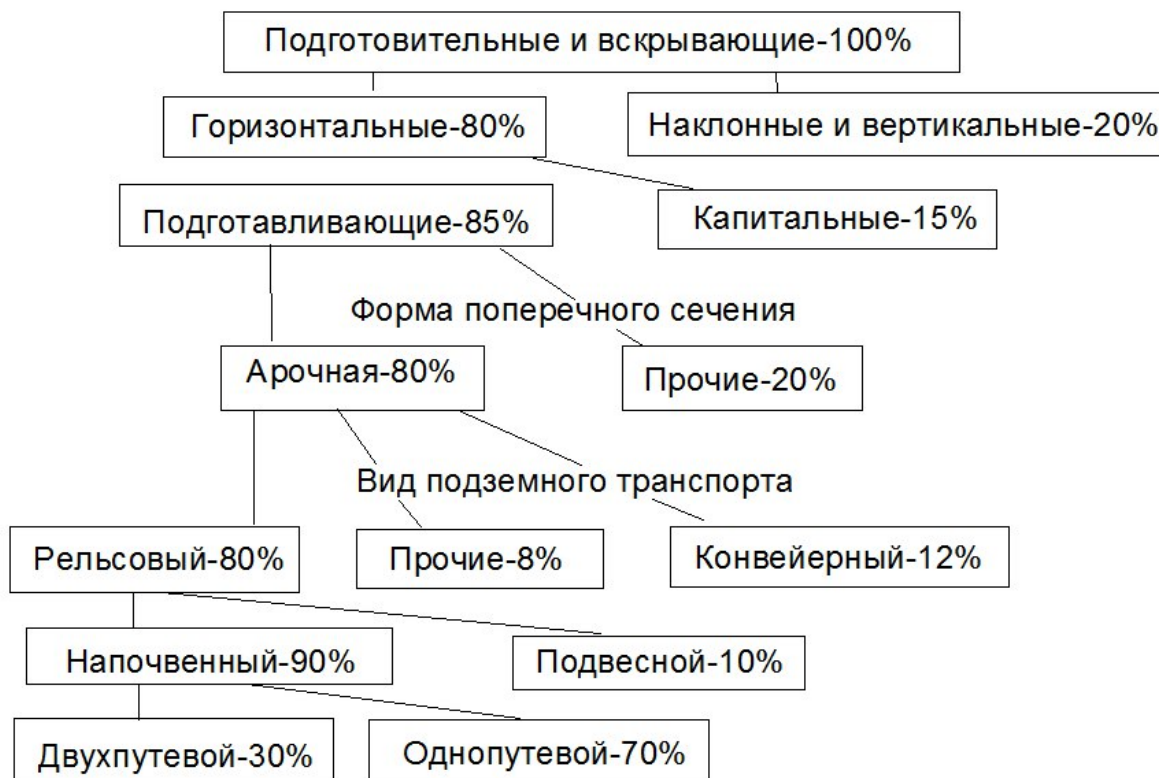 Подготовительные и вскрывающие-100%
Горизонтальные-80%
Наклонные и вертикальные-20%
Подготавливающие-85%
Капитальные-15%
Форма поперечного сечения
Арочная-80%
Прочие-20%
Вид подземного транспорта
Рельсовый-80%
Прочие-8%
Конвейерный-12%
Напочвенный-90%
Подвесной-10%
Двухпутевой-30%
Однопутевой-70%